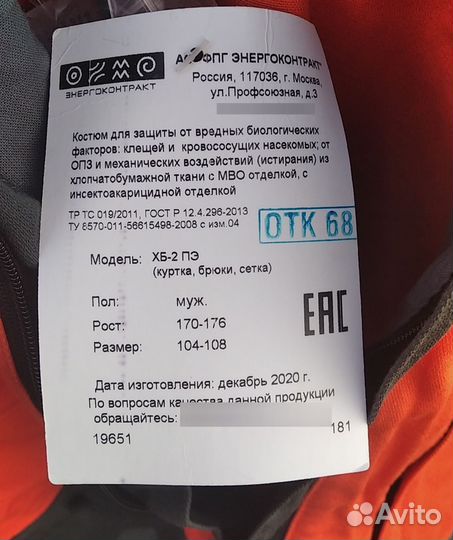 ЭНЕРГОКОНТРАКТ
ФПГ ЭНЕРГОКОНТРАКТ"
Россия, 117036, г. Москва,
ул.Профсоюзная, д.3
Костюм для защиты от вредных биологических
факторов: клещей и кровососущих насекомых; от
ОПЗ и механических воздействий (истирания); из
хлопчатобумажной ткани с МВО отделкой, с
инсектоакарицидной отделкой
ТР ТС 019/2011, ГОСТ Р 12.4.296-2013
ТУ 8570-011-56615498-2008 с изм.04
ОТК 68
Модель: ХБ-2 ПЭ
(куртка, брюки, сетка)
Пол: муж.
Рост: 170-176
Размер: 104-108
EAC
Дата изготовления: декабрь 2020 г.
По вопросам качества данной продукции
обращайтесь:
19651 181
Avito